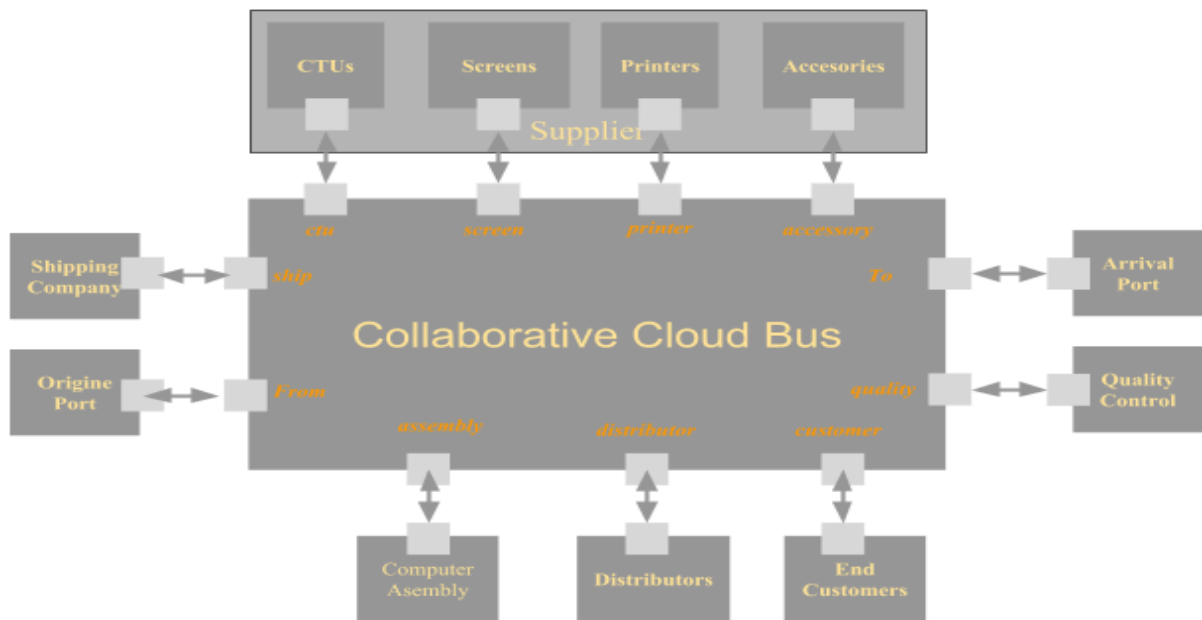 CTUs
Screens
Printers
Accesories
Supplier
ctu
screen
printer
accessory
Shipping
Company
ship
To
Arrival
Port
Collaborative Cloud Bus
Origine
Port
From
quality
Quality
Control
assembly
distributor
customer
Computer
Asembly
Distributors
End
Customers